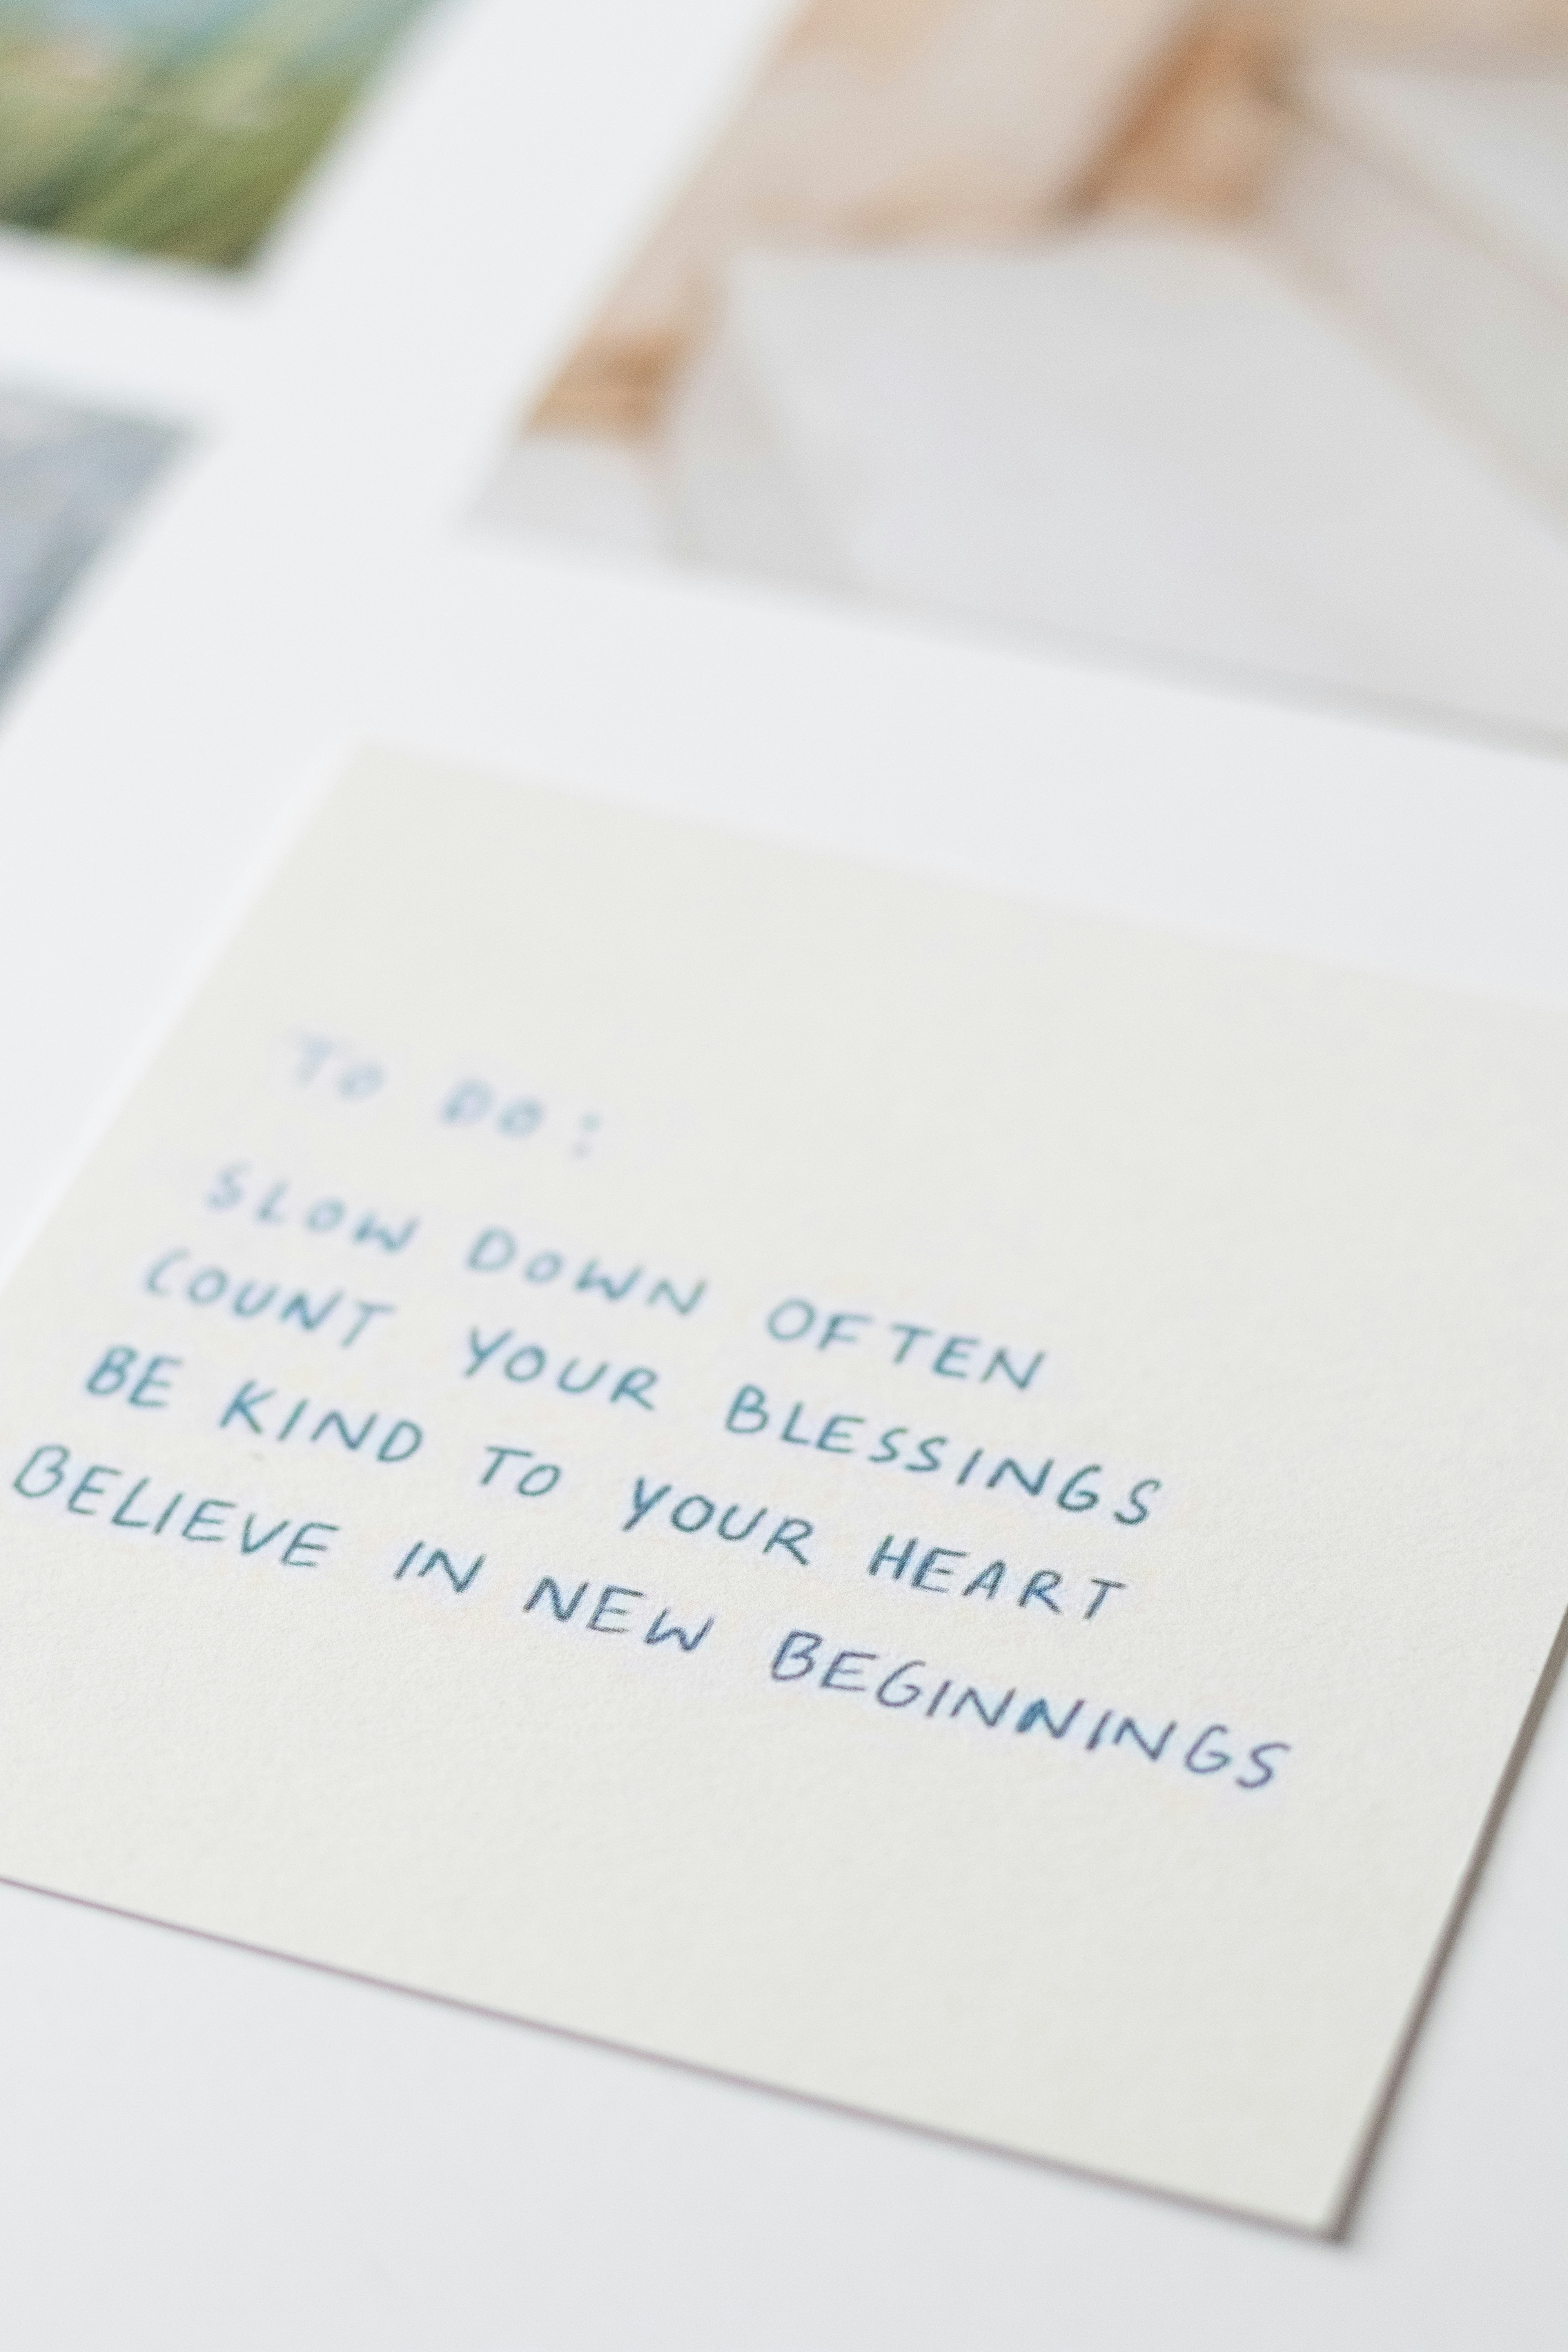 TO DO:
SLOW DOWN OFTEN
COUNT YOUR BLESSINGS
BE KIND TO YOUR HEART
BELIEVE IN NEW BEGINNINGS